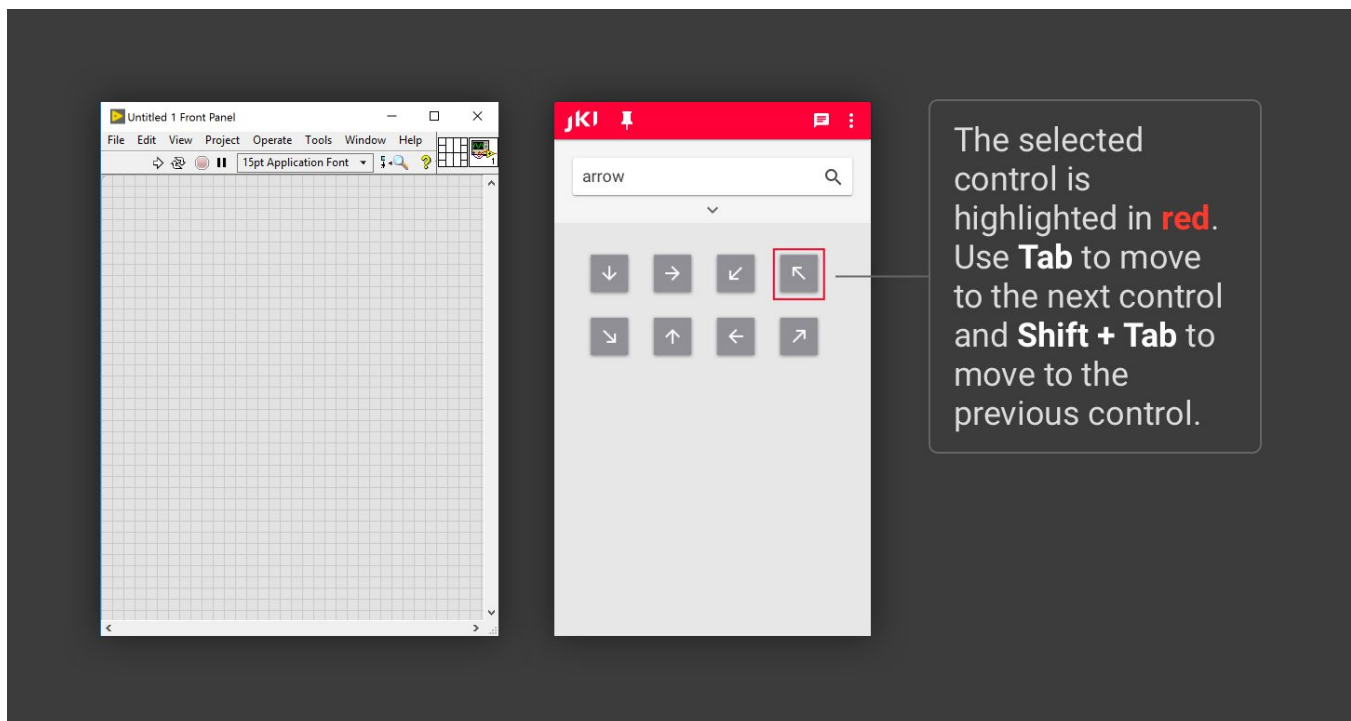 Untitled 1 Front Panel
File Edit View Project Operate Tools Window Help
15pt Application Font
1
JKI
arrow
The selected
control is
highlighted in red.
Use Tab to move
to the next control
and Shift + Tab to
move to the
previous control.